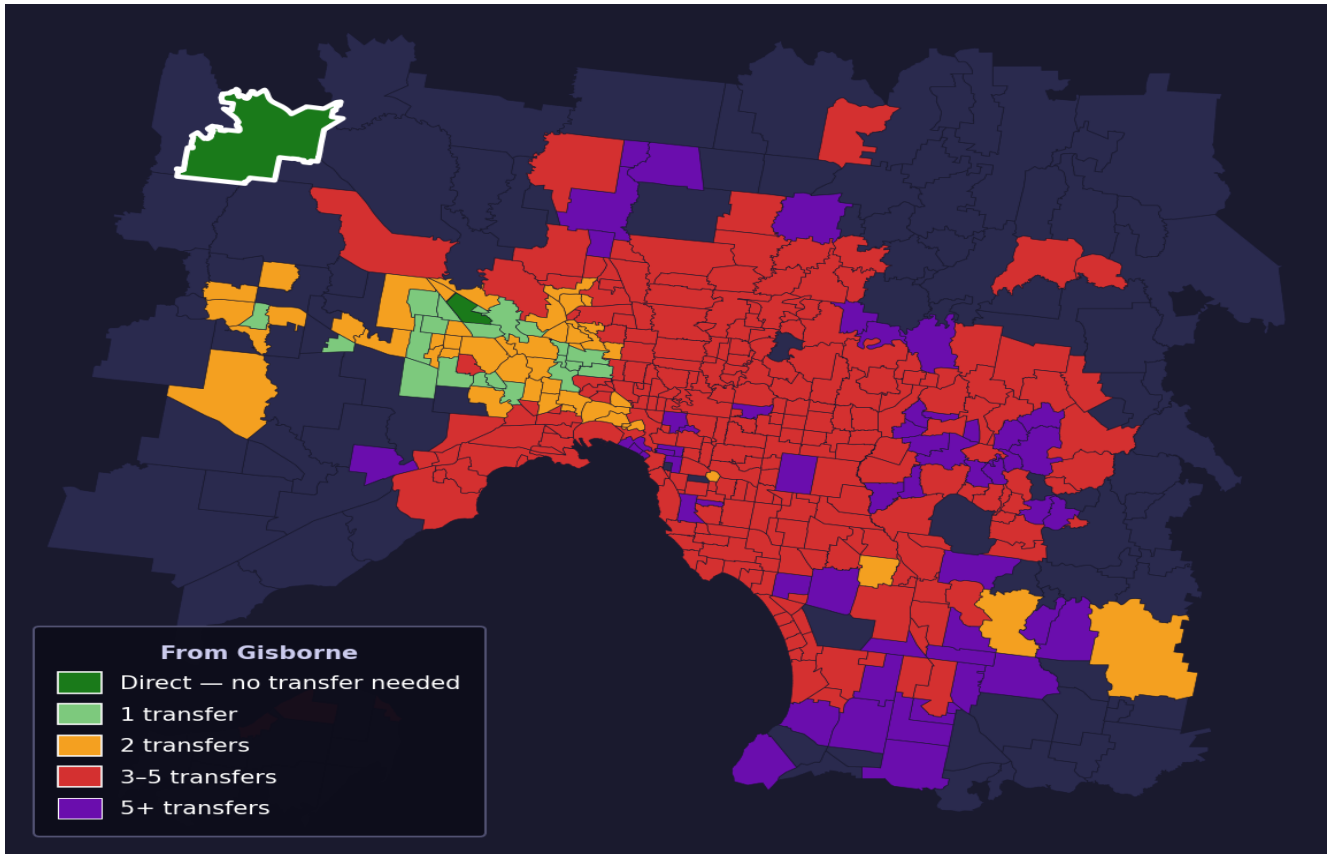 From Gisborne
Direct — no transfer needed
1 transfer
2 transfers
3–5 transfers
5+ transfers